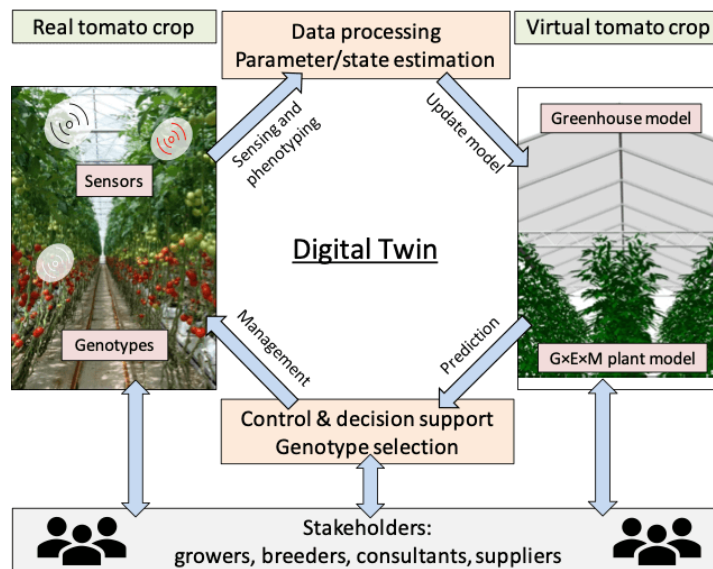 Real tomato crop
Data processing
Parameter/state estimation
Virtual tomato crop
Sensing and
phenotyping
Update model
Greenhouse model
Sensors
Digital Twin
Genotypes
Management
Prediction
G×E×M plant model
Control & decision support
Genotype selection
Stakeholders:
growers, breeders, consultants, suppliers